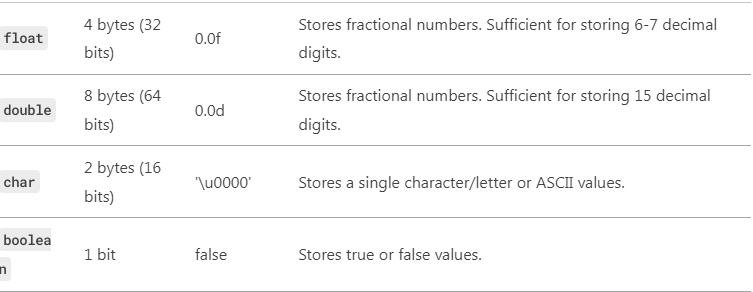 float 4 bytes (32 bits) 0.0f Stores fractional numbers. Sufficient for storing 6-7 decimal digits.
double 8 bytes (64 bits) 0.0d Stores fractional numbers. Sufficient for storing 15 decimal digits.
char 2 bytes (16 bits) '\u0000' Stores a single character/letter or ASCII values.
boolean 1 bit false Stores true or false values.